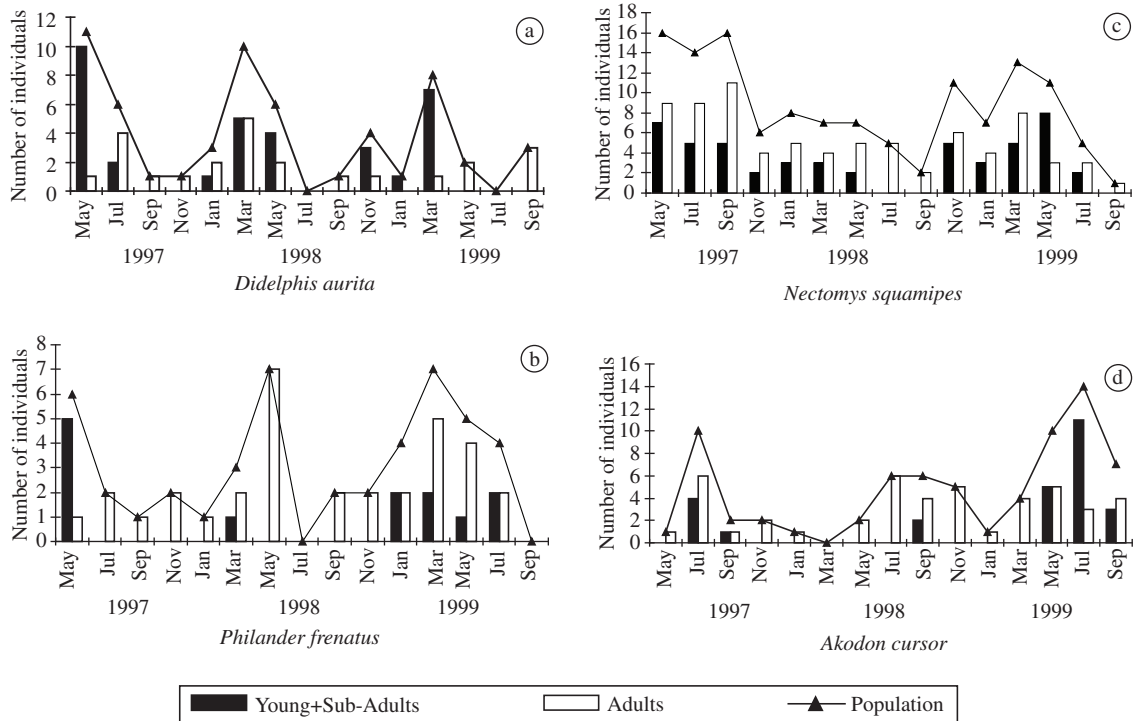 a
Number of individuals
12
10
8
6
4
2
0
May Jul Sep Nov Jan Mar May Jul Sep Nov Jan Mar May Jul Sep
1997 1998 1999
Didelphis aurita
c
Number of individuals
18
16
14
12
10
8
6
4
2
0
May Jul Sep Nov Jan Mar May Jul Sep Nov Jan Mar May Jul Sep
1997 1998 1999
Nectomys squamipes
b
Number of individuals
8
7
6
5
4
3
2
1
0
May Jul Sep Nov Jan Mar May Jul Sep Nov Jan Mar May Jul Sep
1997 1998 1999
Philander frenatus
d
Number of individuals
16
14
12
10
8
6
4
2
0
May Jul Sep Nov Jan Mar May Jul Sep Nov Jan Mar May Jul Sep
1997 1998 1999
Akodon cursor
Young+Sub-Adults Adults Population